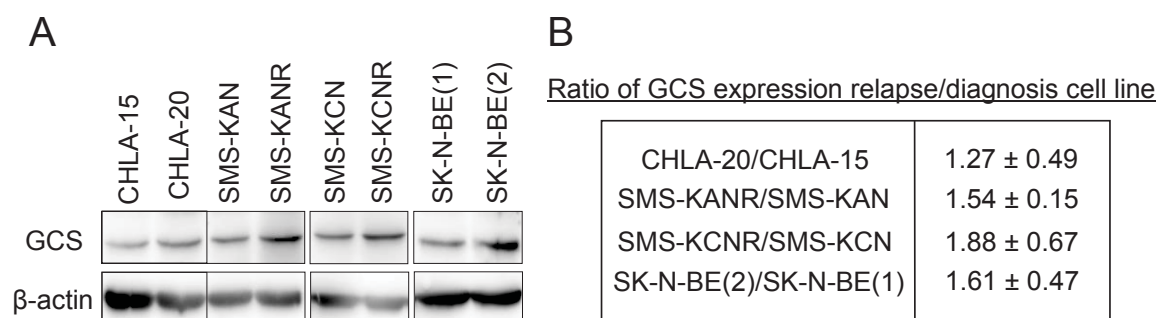 A
CHLA-15
CHLA-20
SMS-KAN
SMS-KANR
SMS-KCN
SMS-KCNR
SK-N-BE(1)
SK-N-BE(2)
GCS
β-actin
B
Ratio of GCS expression relapse/diagnosis cell line
CHLA-20/CHLA-15 1.27 ± 0.49
SMS-KANR/SMS-KAN 1.54 ± 0.15
SMS-KCNR/SMS-KCN 1.88 ± 0.67
SK-N-BE(2)/SK-N-BE(1) 1.61 ± 0.47